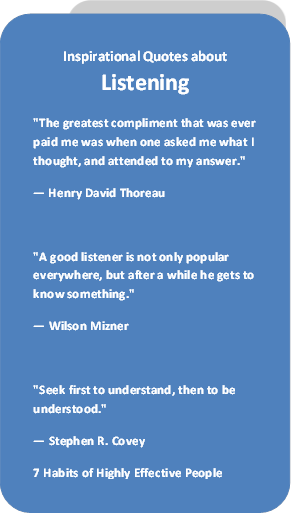 Inspirational Quotes about
Listening
"The greatest compliment that was ever
paid me was when one asked me what I
thought, and attended to my answer."
— Henry David Thoreau
"A good listener is not only popular
everywhere, but after a while he gets to
know something."
— Wilson Mizner
"Seek first to understand, then to be
understood."
— Stephen R. Covey
7 Habits of Highly Effective People